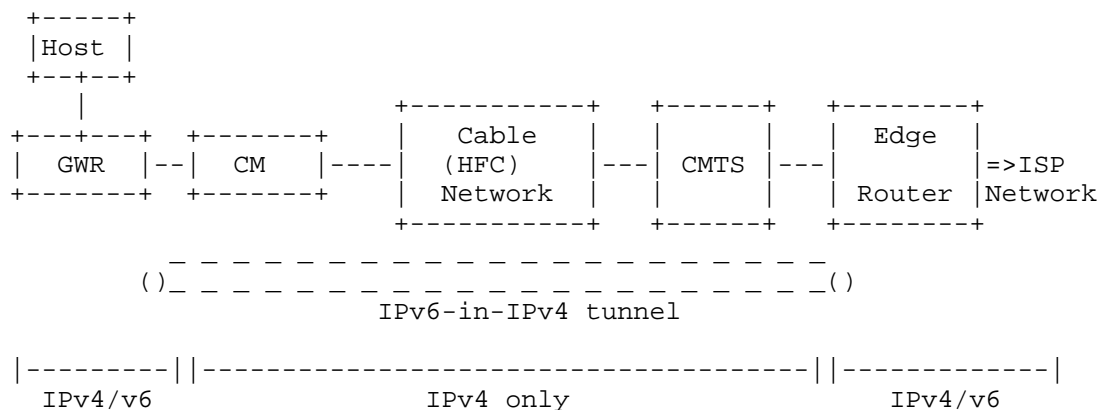 Host
Cable Edge
GWR CM (HFC) CMTS =>ISP
Network Router Network
IPv6-in-IPv4 tunnel
IPv4/v6 IPv4 only IPv4/v6